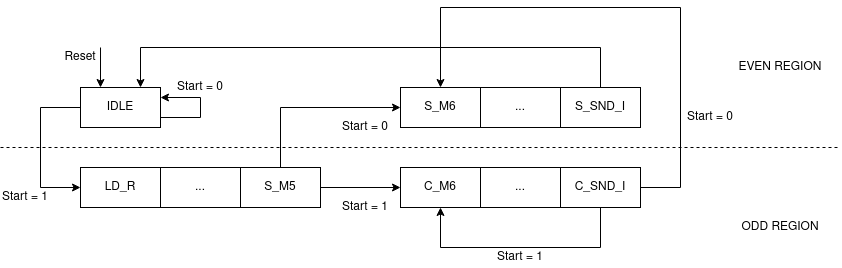 Reset
EVEN REGION
Start = 0
IDLE
S_M6
...
S_SND_I
Start = 0
Start = 0
LD_R
...
S_M5
C_M6
...
C_SND_I
Start = 1
Start = 1
ODD REGION
Start = 1